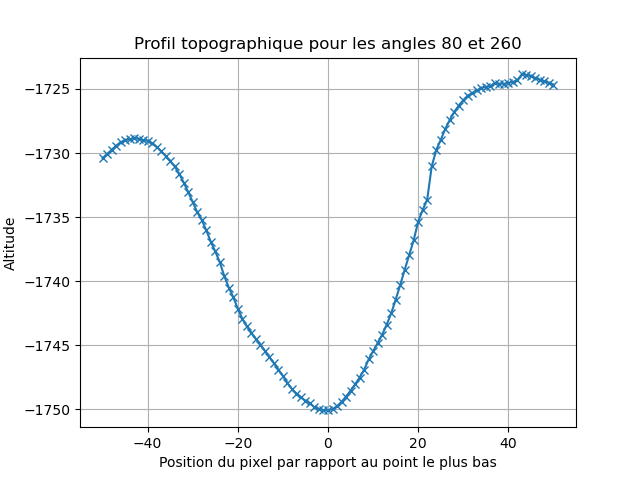 Profil topographique pour les angles 80 et 260
Altitude
−1725
−1730
−1735
−1740
−1745
−1750
−40 −20 0 20 40
Position du pixel par rapport au point le plus bas